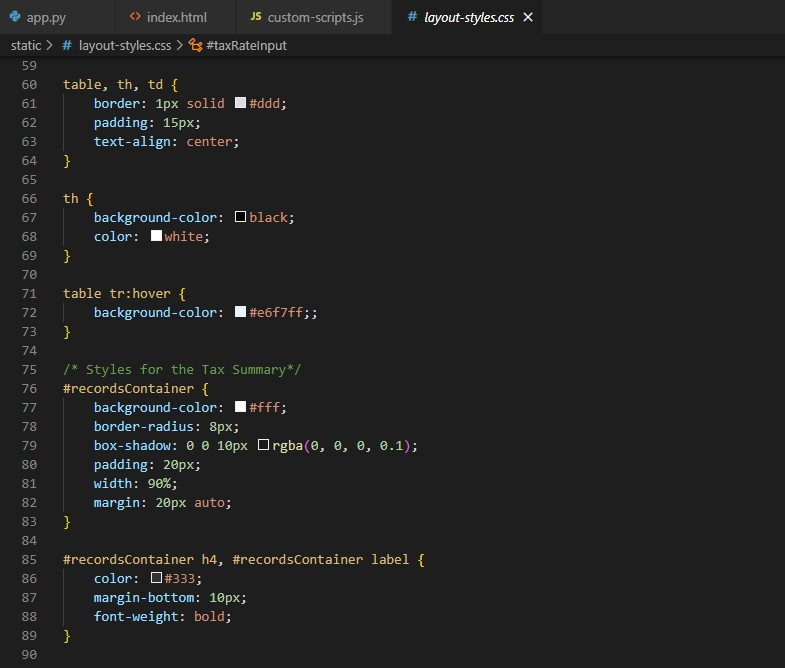 app.py index.html JS custom-scripts.js # layout-styles.css
static > # layout-styles.css > #taxRateInput
59
60 table, th, td {
61     border: 1px solid #ddd;
62     padding: 15px;
63     text-align: center;
64 }
65
66 th {
67     background-color: black;
68     color: white;
69 }
70
71 table tr:hover {
72     background-color: #e6f7ff;;
73 }
74
75 /* Styles for the Tax Summary*/
76 #recordsContainer {
77     background-color: #fff;
78     border-radius: 8px;
79     box-shadow: 0 0 10px rgba(0, 0, 0, 0.1);
80     padding: 20px;
81     width: 90%;
82     margin: 20px auto;
83 }
84
85 #recordsContainer h4, #recordsContainer label {
86     color: #333;
87     margin-bottom: 10px;
88     font-weight: bold;
89 }
90